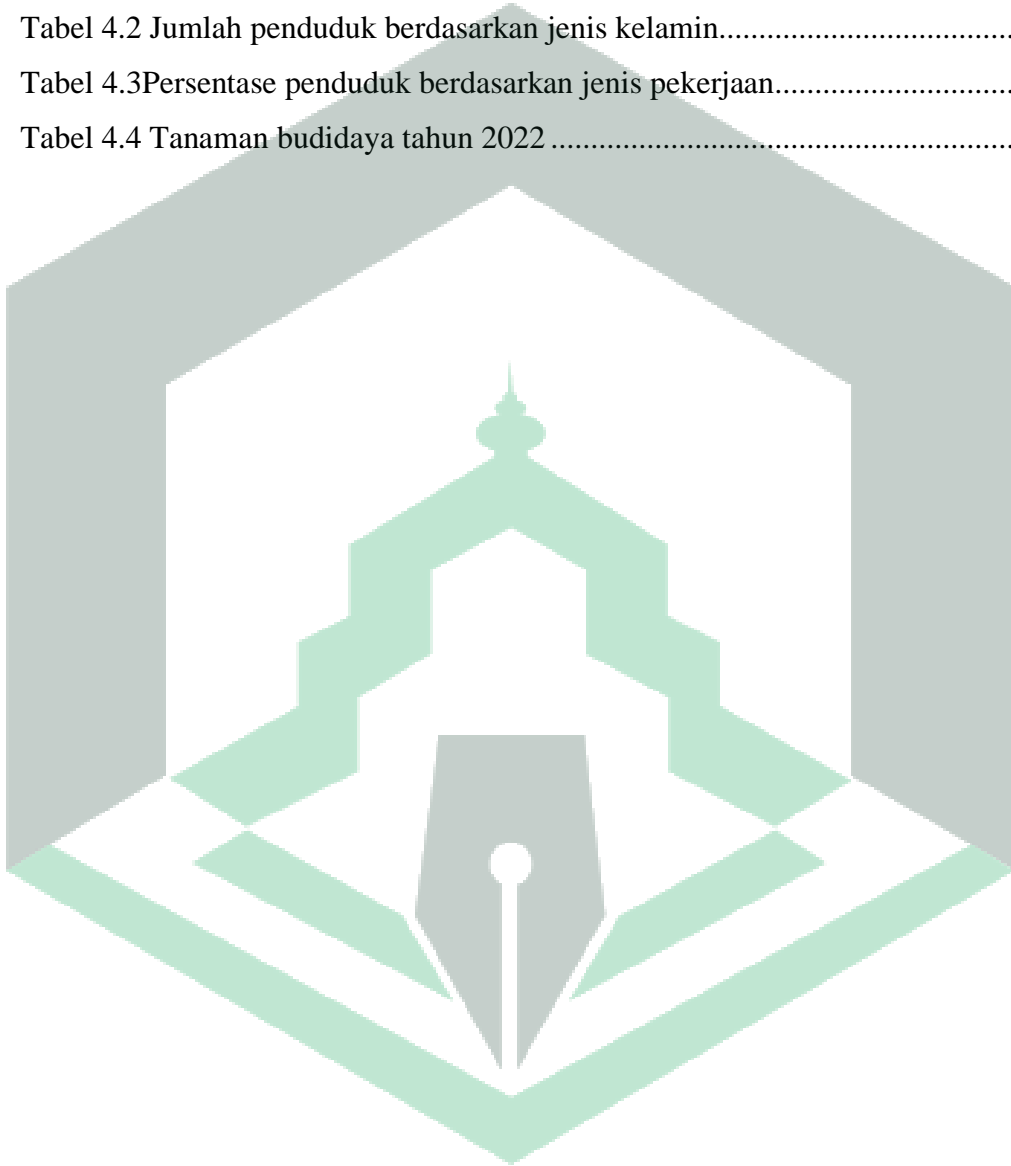 Tabel 4.2 Jumlah penduduk berdasarkan jenis kelamin....................................
Tabel 4.3Persentase penduduk berdasarkan jenis pekerjaan.............................
Tabel 4.4 Tanaman budidaya tahun 2022.........................................................